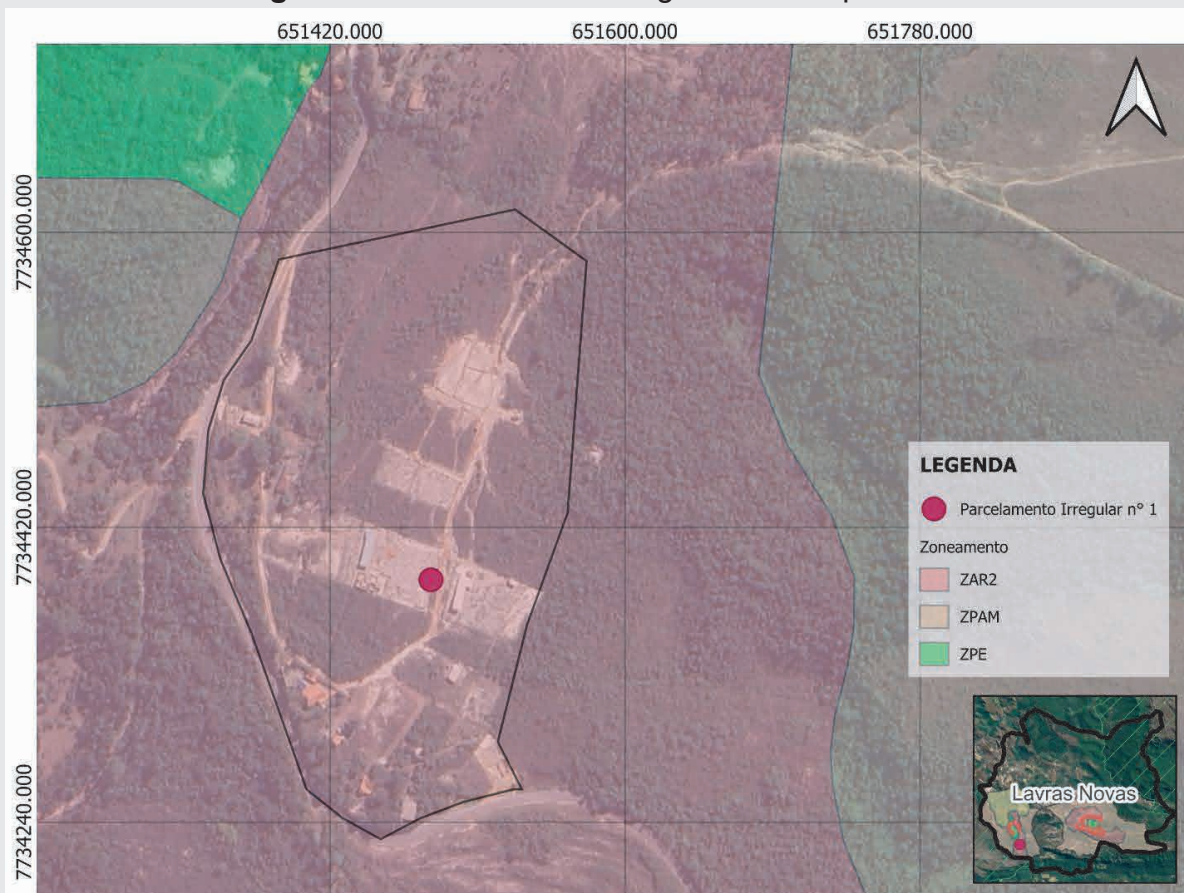 651420.000 651600.000 651780.000
7734600.000
7734420.000
7734240.000
LEGENDA
Parcelamento Irregular n° 1
Zoneamento
ZAR2
ZPAM
ZPE
Lavras Novas